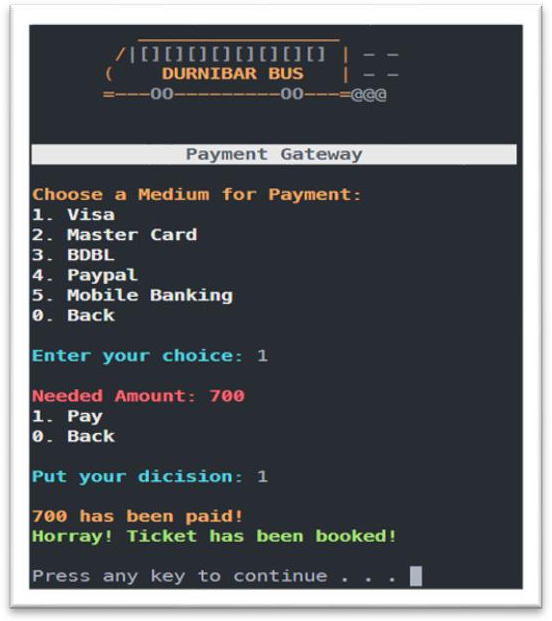 /|[][][][][][][][] | – –
( DURNIBAR BUS | – –
=---OO---------OO---=@@@
Payment Gateway
Choose a Medium for Payment:
1. Visa
2. Master Card
3. BDBL
4. Paypal
5. Mobile Banking
0. Back
Enter your choice: 1
Needed Amount: 700
1. Pay
0. Back
Put your dicision: 1
700 has been paid!
Horray! Ticket has been booked!
Press any key to continue . . .